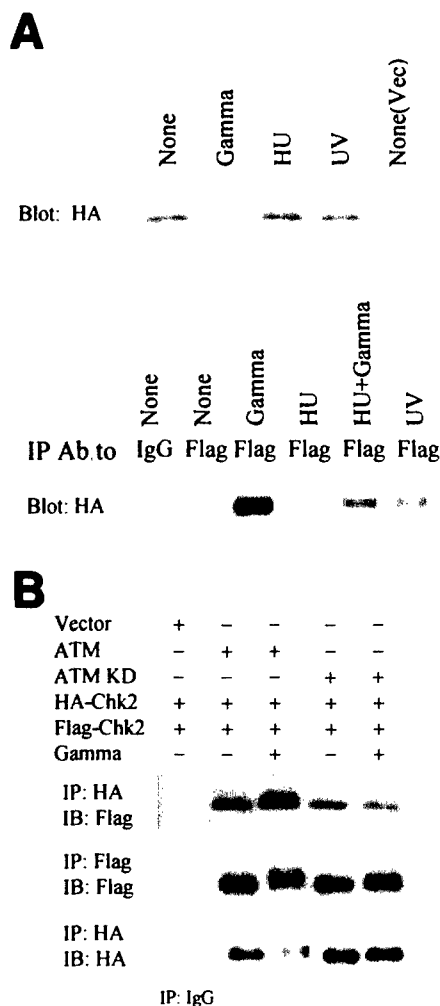 A
None Gamma HU UV None(Vec)
Blot: HA
None None Gamma HU HU+Gamma UV
IP Ab.to IgG Flag Flag Flag Flag Flag
Blot: HA
B
Vector + – – – –
ATM – + + – –
ATM KD – – – + +
HA-Chk2 + + + + +
Flag-Chk2 + + + + +
Gamma – – + – +
IP: HA
IB: Flag
IP: Flag
IB: Flag
IP: HA
IB: HA
IP: IgG